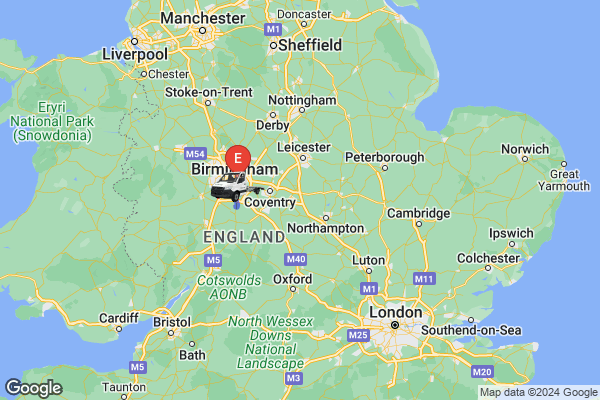 Doncaster
Manchester
M1
Liverpool
Sheffield
Chester
Stoke-on-Trent
Eryri
National Park
(Snowdonia)
Nottingham
Derby
M54
E
Leicester
Peterborough
Norwich
Birmingham
Great
Yarmouth
Coventry
Cambridge
Northampton
ENGLAND
Ipswich
M5
M40
Luton
Colchester
Cotswolds
AONB
Oxford
M1
M11
Cardiff
London
Bristol
North Wessex
Downs
National
Landscape
Southend-on-Sea
M25
Bath
M5
M20
M3
Taunton
Google
Map data ©2024 Google